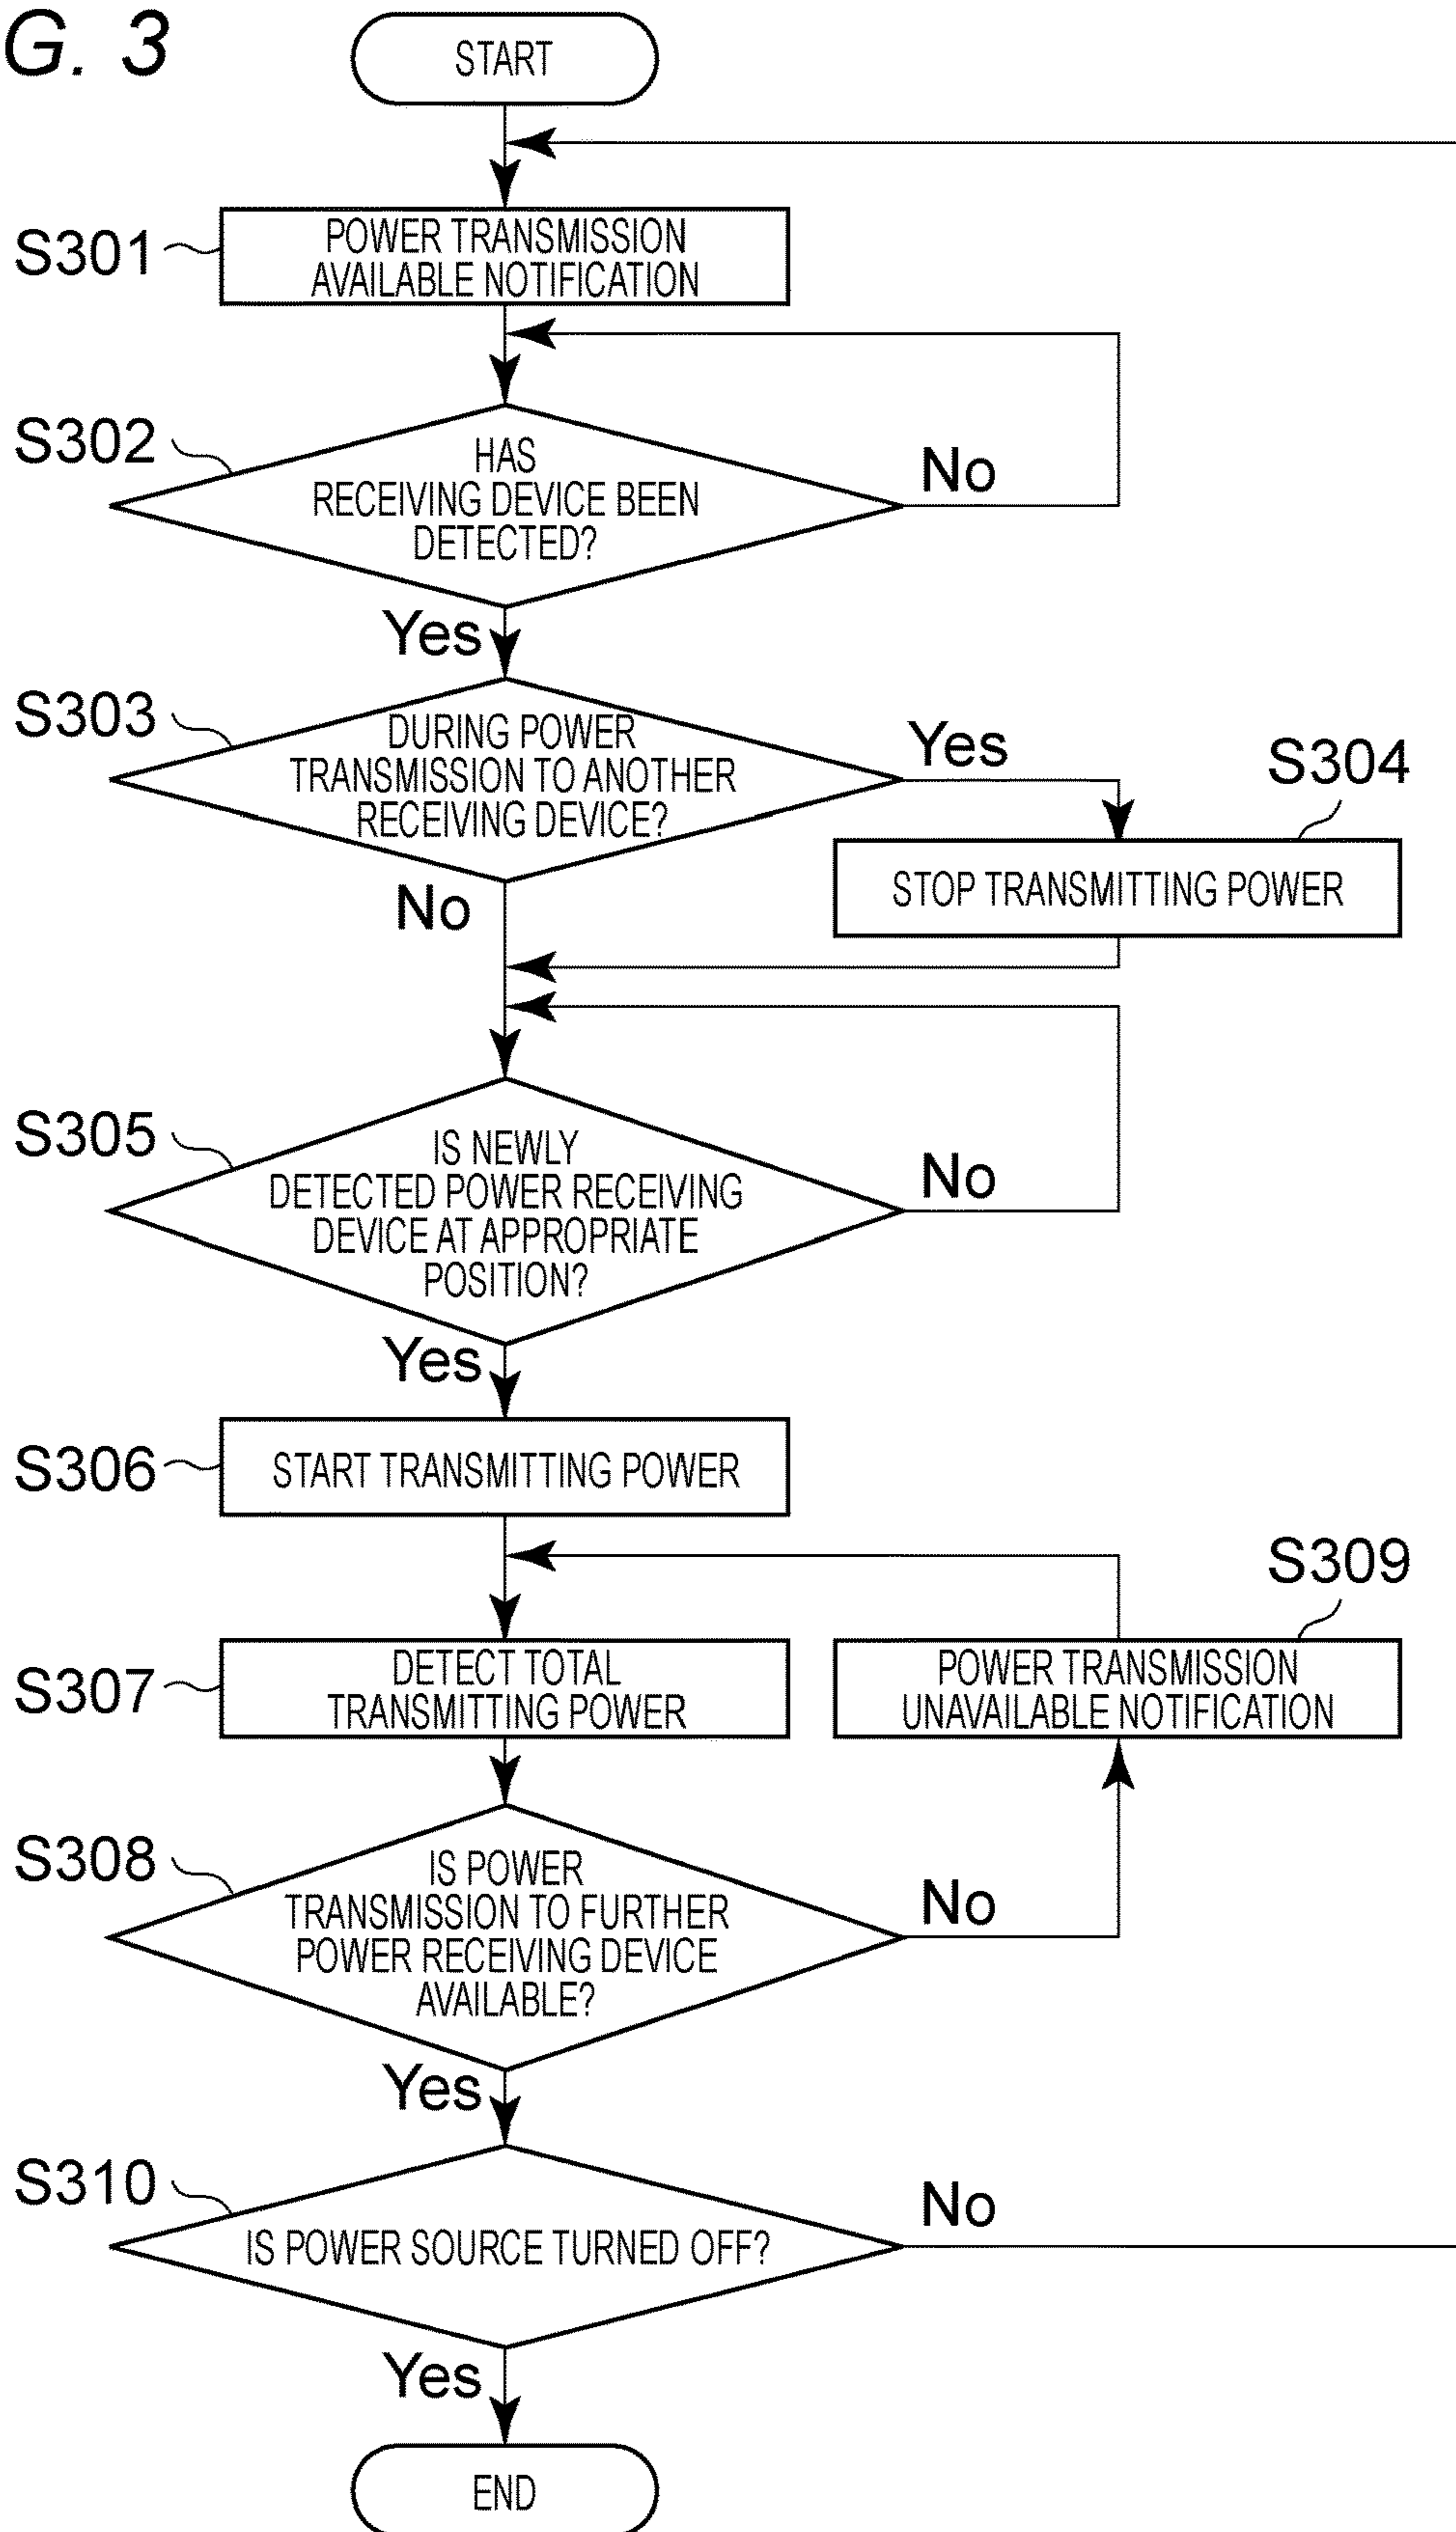 G. 3
START
S301
POWER TRANSMISSION
AVAILABLE NOTIFICATION
S302
HAS
RECEIVING DEVICE BEEN
DETECTED?
No
Yes
S303
DURING POWER
TRANSMISSION TO ANOTHER
RECEIVING DEVICE?
Yes
S304
STOP TRANSMITTING POWER
No
S305
IS NEWLY
DETECTED POWER RECEIVING
DEVICE AT APPROPRIATE
POSITION?
No
Yes
S306
START TRANSMITTING POWER
S309
S307
DETECT TOTAL
TRANSMITTING POWER
POWER TRANSMISSION
UNAVAILABLE NOTIFICATION
S308
IS POWER
TRANSMISSION TO FURTHER
POWER RECEIVING DEVICE
AVAILABLE?
No
Yes
S310
IS POWER SOURCE TURNED OFF?
No
Yes
END